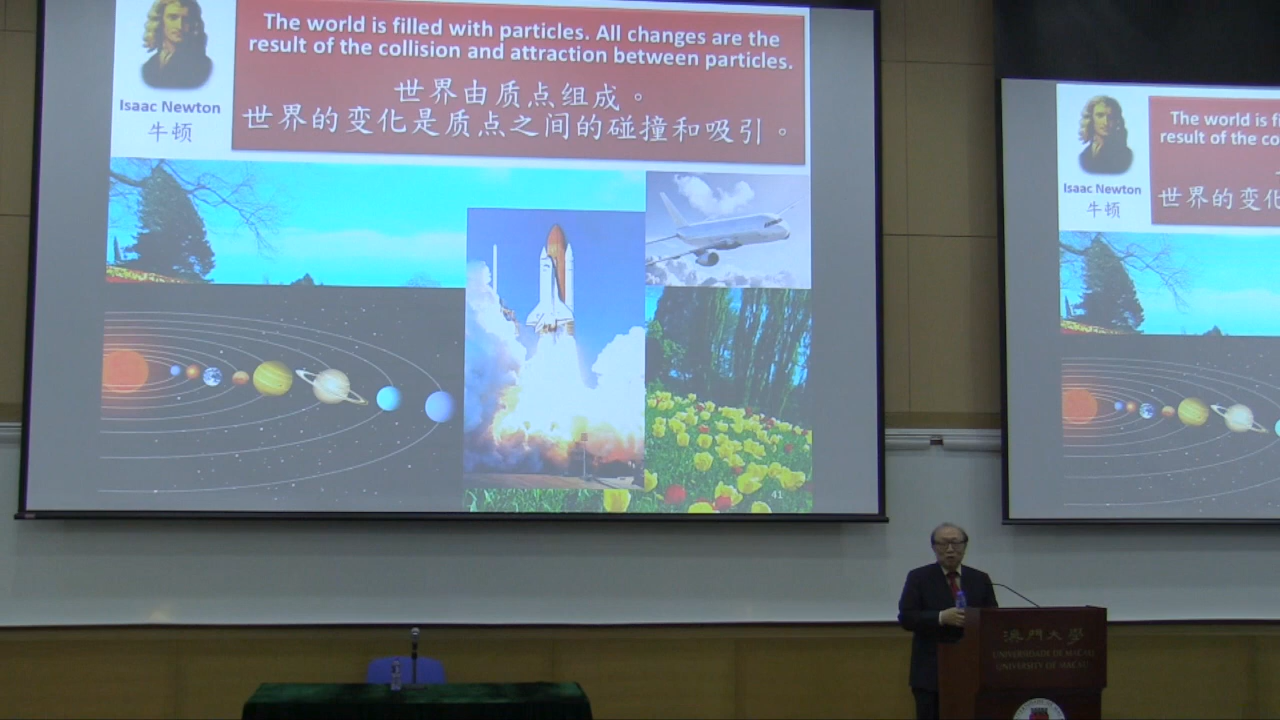 The world is filled with particles. All changes are the
result of the collision and attraction between particles.
世界由质点组成。
世界的变化是质点之间的碰撞和吸引。
Isaac Newton
牛顿
41
The world is fi
result of the co
世界的变化
Isaac Newton
牛顿
澳門大學
UNIVERSIDADE DE MACAU
UNIVERSITY OF MACAU